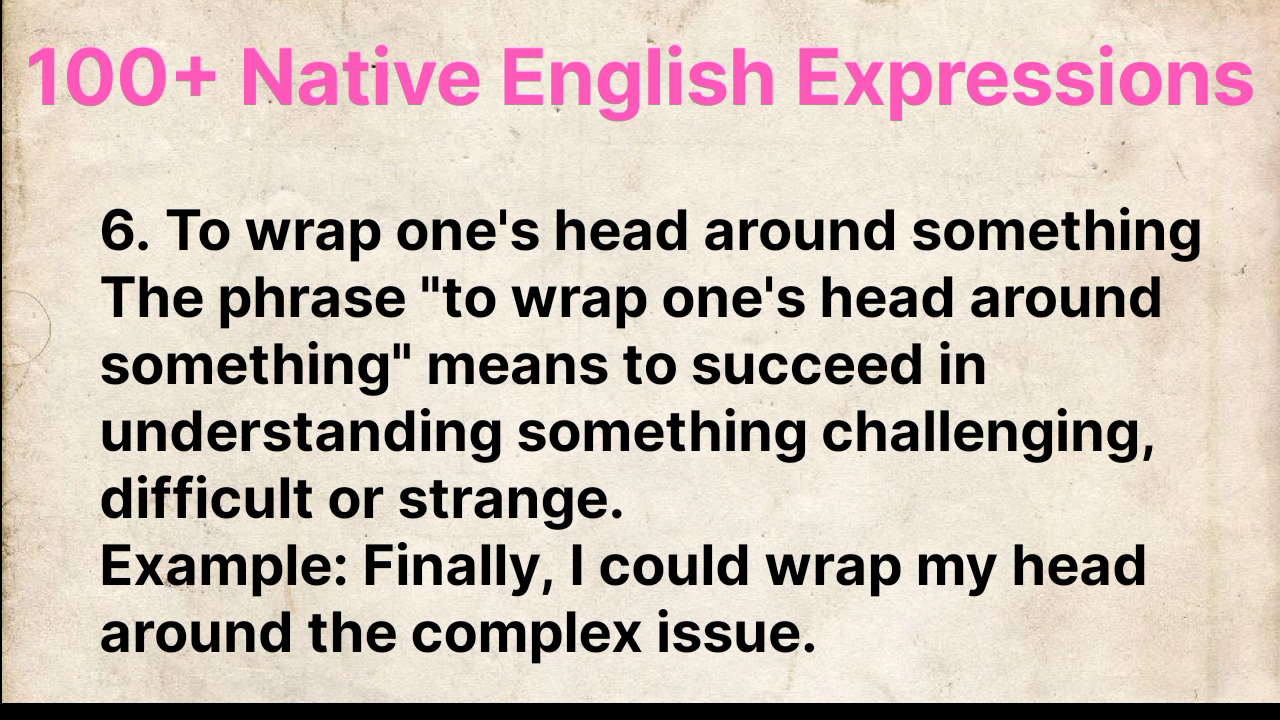 100+ Native English Expressions
6. To wrap one's head around something
The phrase "to wrap one's head around
something" means to succeed in
understanding something challenging,
difficult or strange.
Example: Finally, I could wrap my head
around the complex issue.